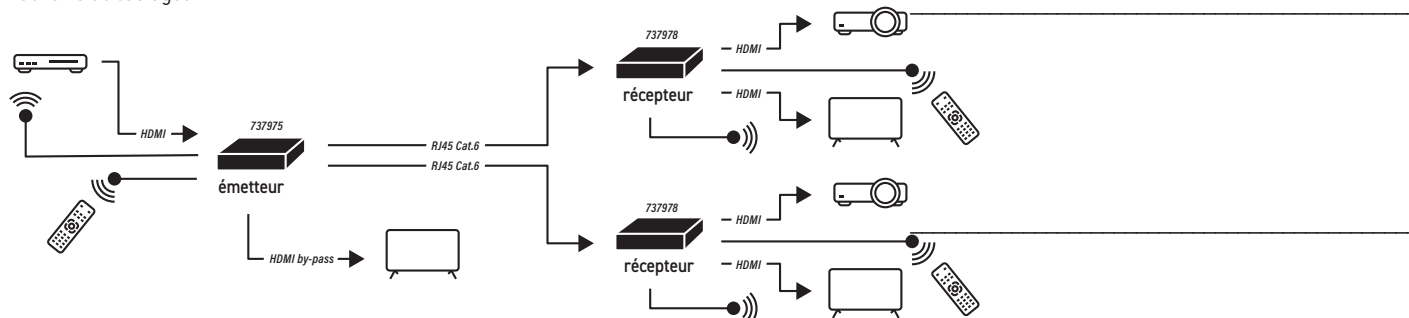 HDMI
737975
émetteur
HDMI by-pass
RJ45 Cat.6
RJ45 Cat.6
737978
récepteur
HDMI
HDMI
737978
récepteur
HDMI
HDMI